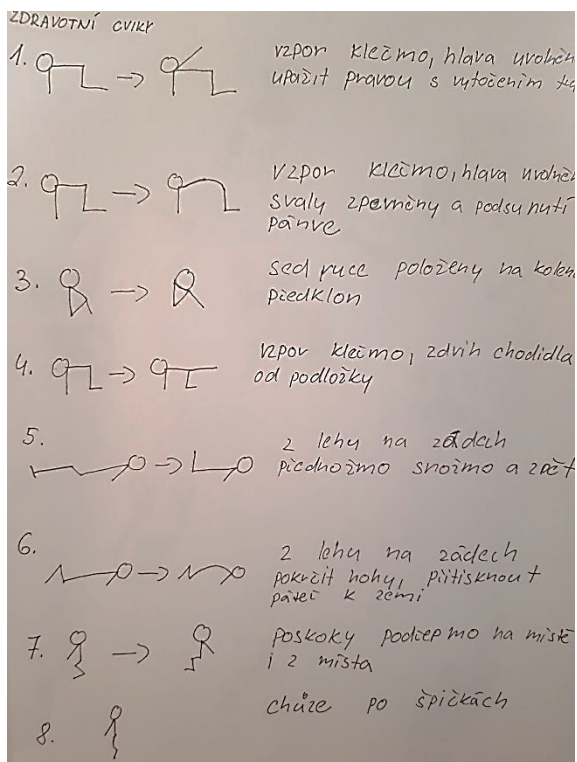 ZDRAVOTNÍ CVIKY
1. vzpor klečmo, hlava uvolněn
upažit pravou s vytočením
2. vzpor klečmo, hlava uvolněn
svaly zpevněny a podsunutí
pánve
3. sed ruce položeny na kolen
předklon
4. vzpor klečmo, zdvih chodidla
od podložky
5. z lehu na zádech
přednožmo snožmo a zpět
6. z lehu na zádech
pokrčit nohy, přitisknout
páteř k zemi
7. poskoky podřepmo na místě
i z místa
8. chůze po špičkách